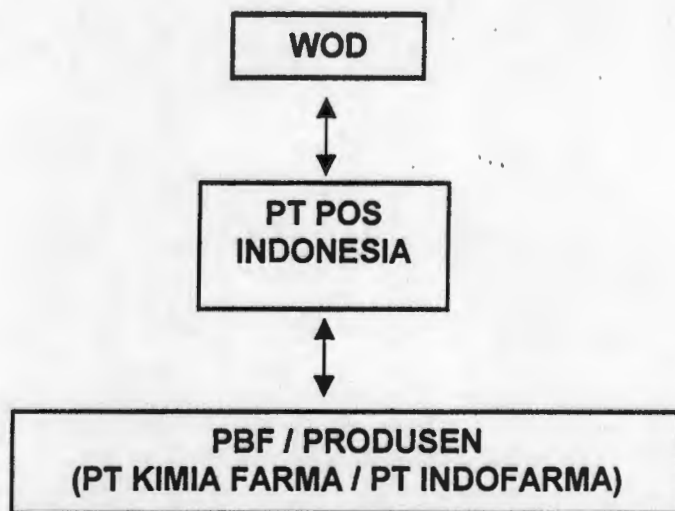 WOD
PT POS
INDONESIA
PBF / PRODUSEN
(PT KIMIA FARMA / PT INDOFARMA)